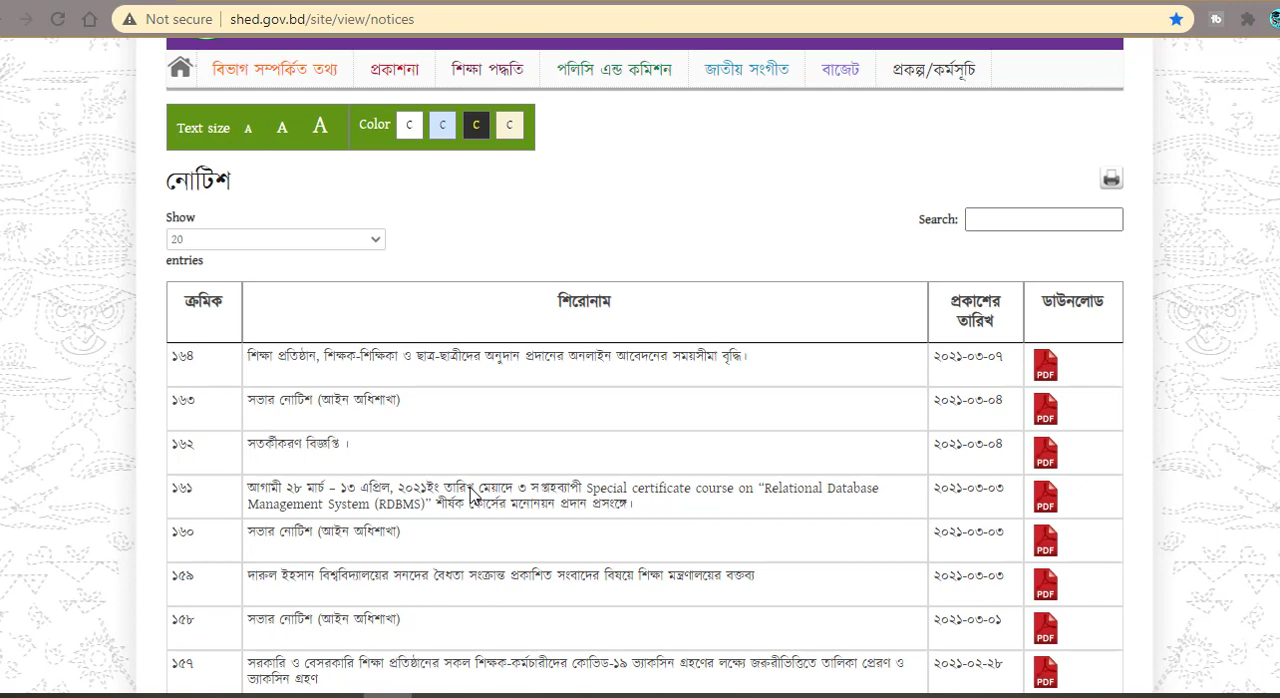 Not secure | shed.gov.bd/site/view/notices
বিভাগ সম্পর্কিত তথ্য প্রকাশনা শিক্ষা পদ্ধতি পলিসি এন্ড কমিশন জাতীয় সংগীত বাজেট প্রকল্প/কর্মসূচি
Text size A A A Color C C C C
নোটিশ
Show
20
entries
Search:
ক্রমিক শিরোনাম প্রকাশের তারিখ ডাউনলোড
১৬৪ শিক্ষা প্রতিষ্ঠান, শিক্ষক-শিক্ষিকা ও ছাত্র-ছাত্রীদের অনুদান প্রদানের অনলাইন আবেদনের সময়সীমা বৃদ্ধি। ২০২১-০৩-০৭ PDF
১৬৩ সভার নোটিশ (আইন অধিশাখা) ২০২১-০৩-০৪ PDF
১৬২ সতর্কীকরণ বিজ্ঞপ্তি । ২০২১-০৩-০৪ PDF
১৬১ আগামী ২৮ মার্চ – ১৩ এপ্রিল, ২০২১ইং তারিখ মেয়াদে ৩ সপ্তাহব্যাপী Special certificate course on “Relational Database ২০২১-০৩-০৩ PDF
Management System (RDBMS)” শীর্ষক কোর্সের মনোনয়ন প্রদান প্রসংঙ্গে।
১৬০ সভার নোটিশ (আইন অধিশাখা) ২০২১-০৩-০৩ PDF
১৫৯ দারুল ইহসান বিশ্ববিদ্যালয়ের সনদের বৈধতা সংক্রান্ত প্রকাশিত সংবাদের বিষয়ে শিক্ষা মন্ত্রণালয়ের বক্তব্য ২০২১-০৩-০৩ PDF
১৫৮ সভার নোটিশ (আইন অধিশাখা) ২০২১-০৩-০১ PDF
১৫৭ সরকারি ও বেসরকারি শিক্ষা প্রতিষ্ঠানের সকল শিক্ষক-কর্মচারীদের কোভিড-১৯ ভ্যাকসিন গ্রহণের লক্ষ্যে জরুরীভিত্তিতে তালিকা প্রেরণ ও ২০২১-০২-২৮ PDF
ভ্যাকসিন গ্রহণ